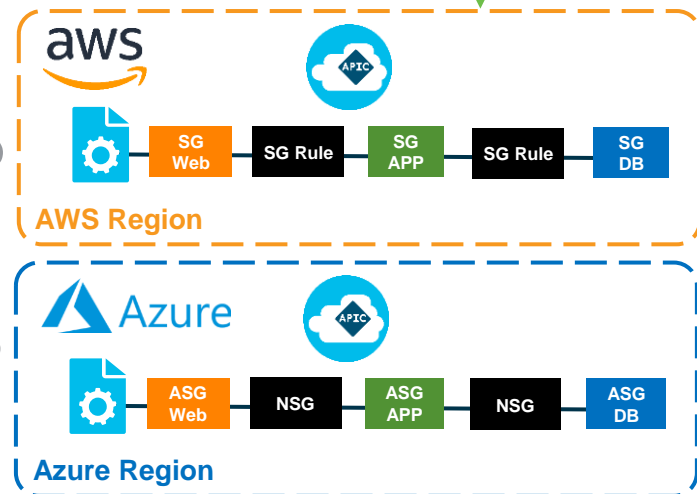 aws
APIC
SG
Web
SG Rule
SG
APP
SG Rule
SG
DB
AWS Region
Azure
APIC
ASG
Web
NSG
ASG
APP
NSG
ASG
DB
Azure Region